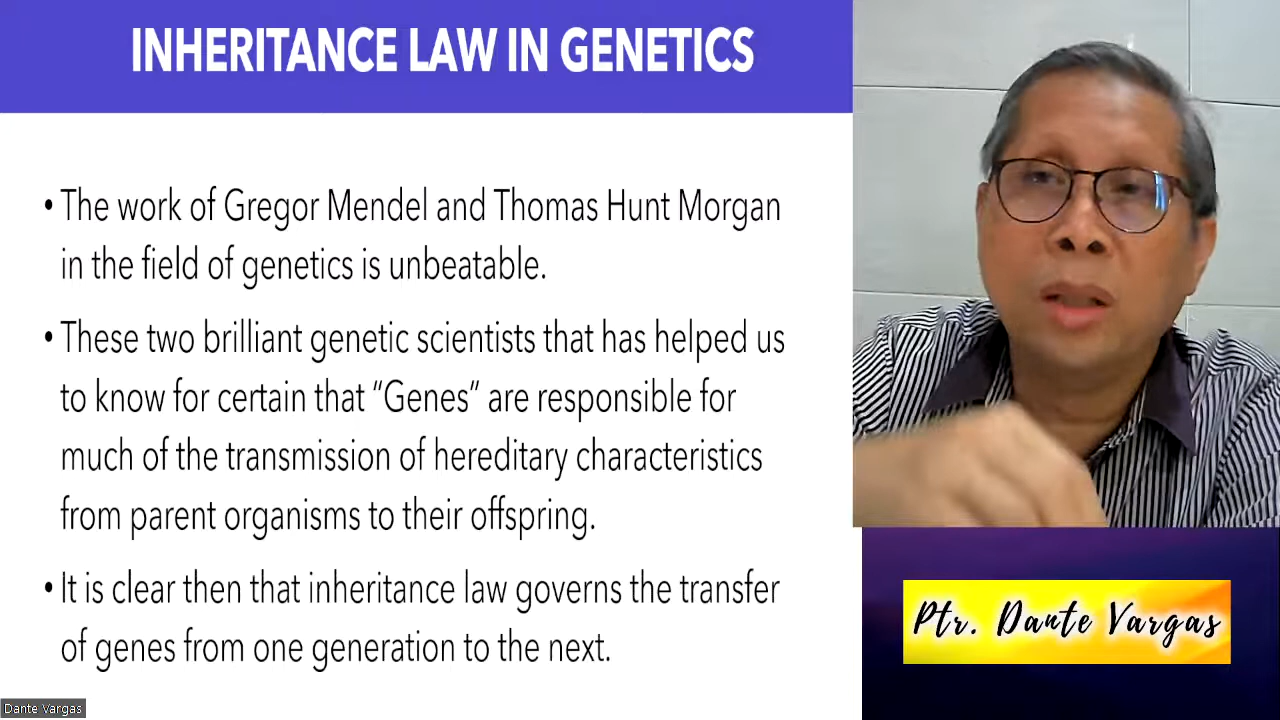 INHERITANCE LAW IN GENETICS
• The work of Gregor Mendel and Thomas Hunt Morgan
in the field of genetics is unbeatable.
• These two brilliant genetic scientists that has helped us
to know for certain that “Genes” are responsible for
much of the transmission of hereditary characteristics
from parent organisms to their offspring.
• It is clear then that inheritance law governs the transfer
of genes from one generation to the next.
Ptr. Dante Vargas
Dante Vargas